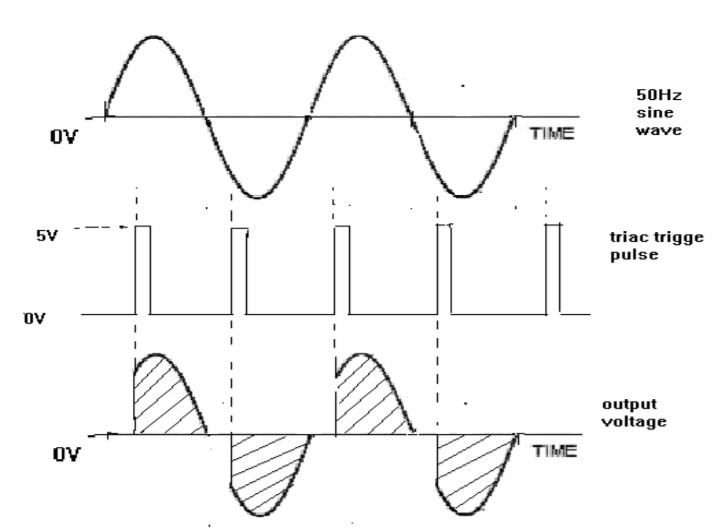 50Hz
sine
wave
0V
TIME
5V
triac trigge
pulse
0V
output
voltage
0V
TIME